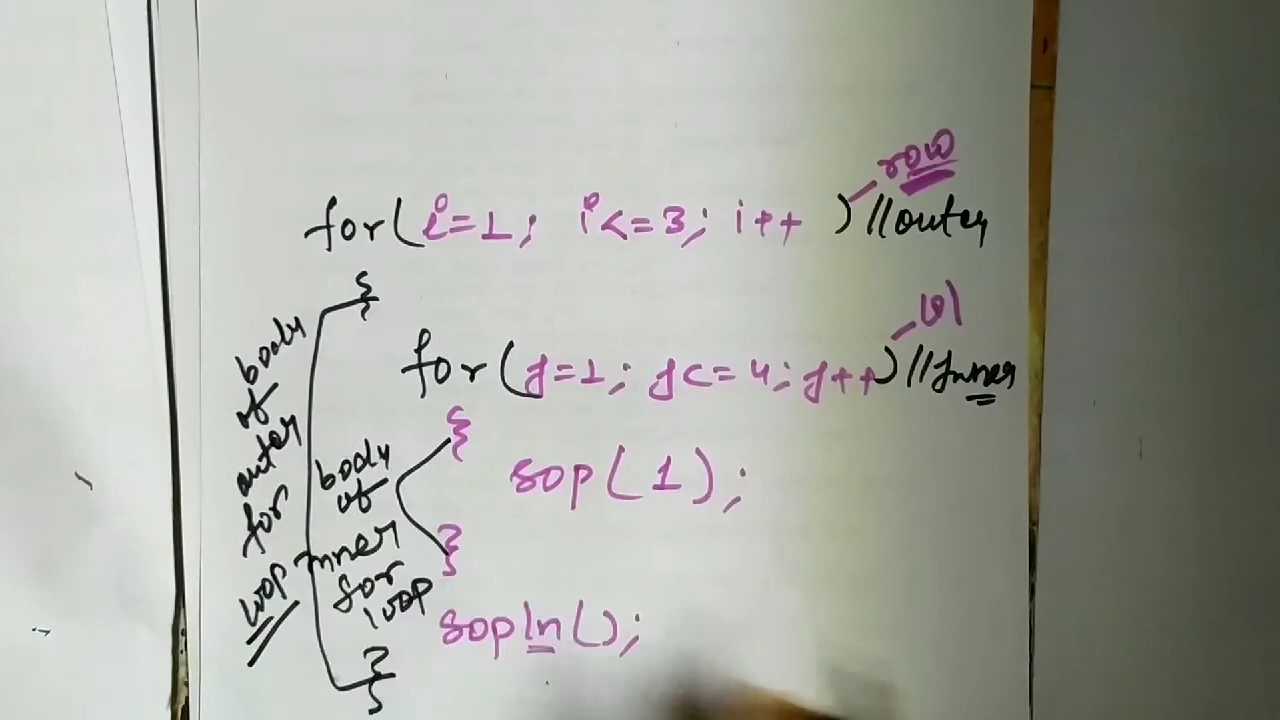 row
for( i=1; i<=3; i++ ) //outer
{
for(j=1; j<=4; j++) //Inner
{
sop(1);
}
sopln();
}
body
of
outer
for
loop
body
of
Inner
for
loop